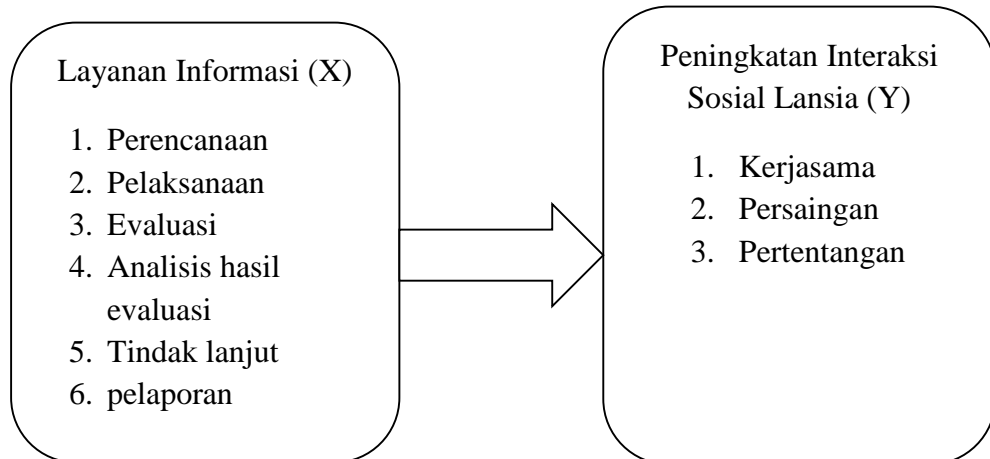 Layanan Informasi (X)
1. Perencanaan
2. Pelaksanaan
3. Evaluasi
4. Analisis hasil
evaluasi
5. Tindak lanjut
6. pelaporan
Peningkatan Interaksi
Sosial Lansia (Y)
1. Kerjasama
2. Persaingan
3. Pertentangan